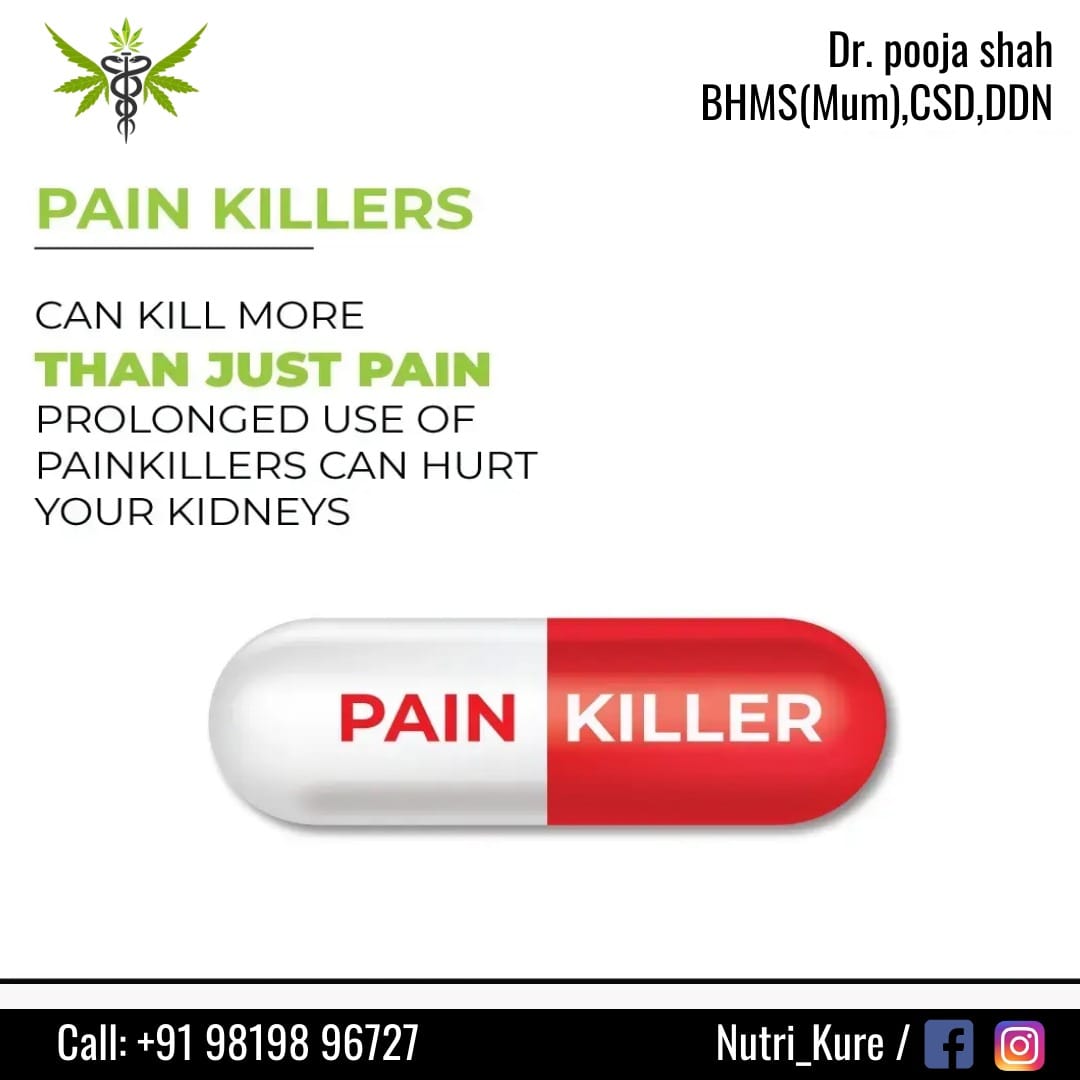 Dr. pooja shah
BHMS(Mum),CSD,DDN
PAIN KILLERS
CAN KILL MORE
THAN JUST PAIN
PROLONGED USE OF
PAINKILLERS CAN HURT
YOUR KIDNEYS
PAIN KILLER
Call: +91 98198 96727
Nutri_Kure /